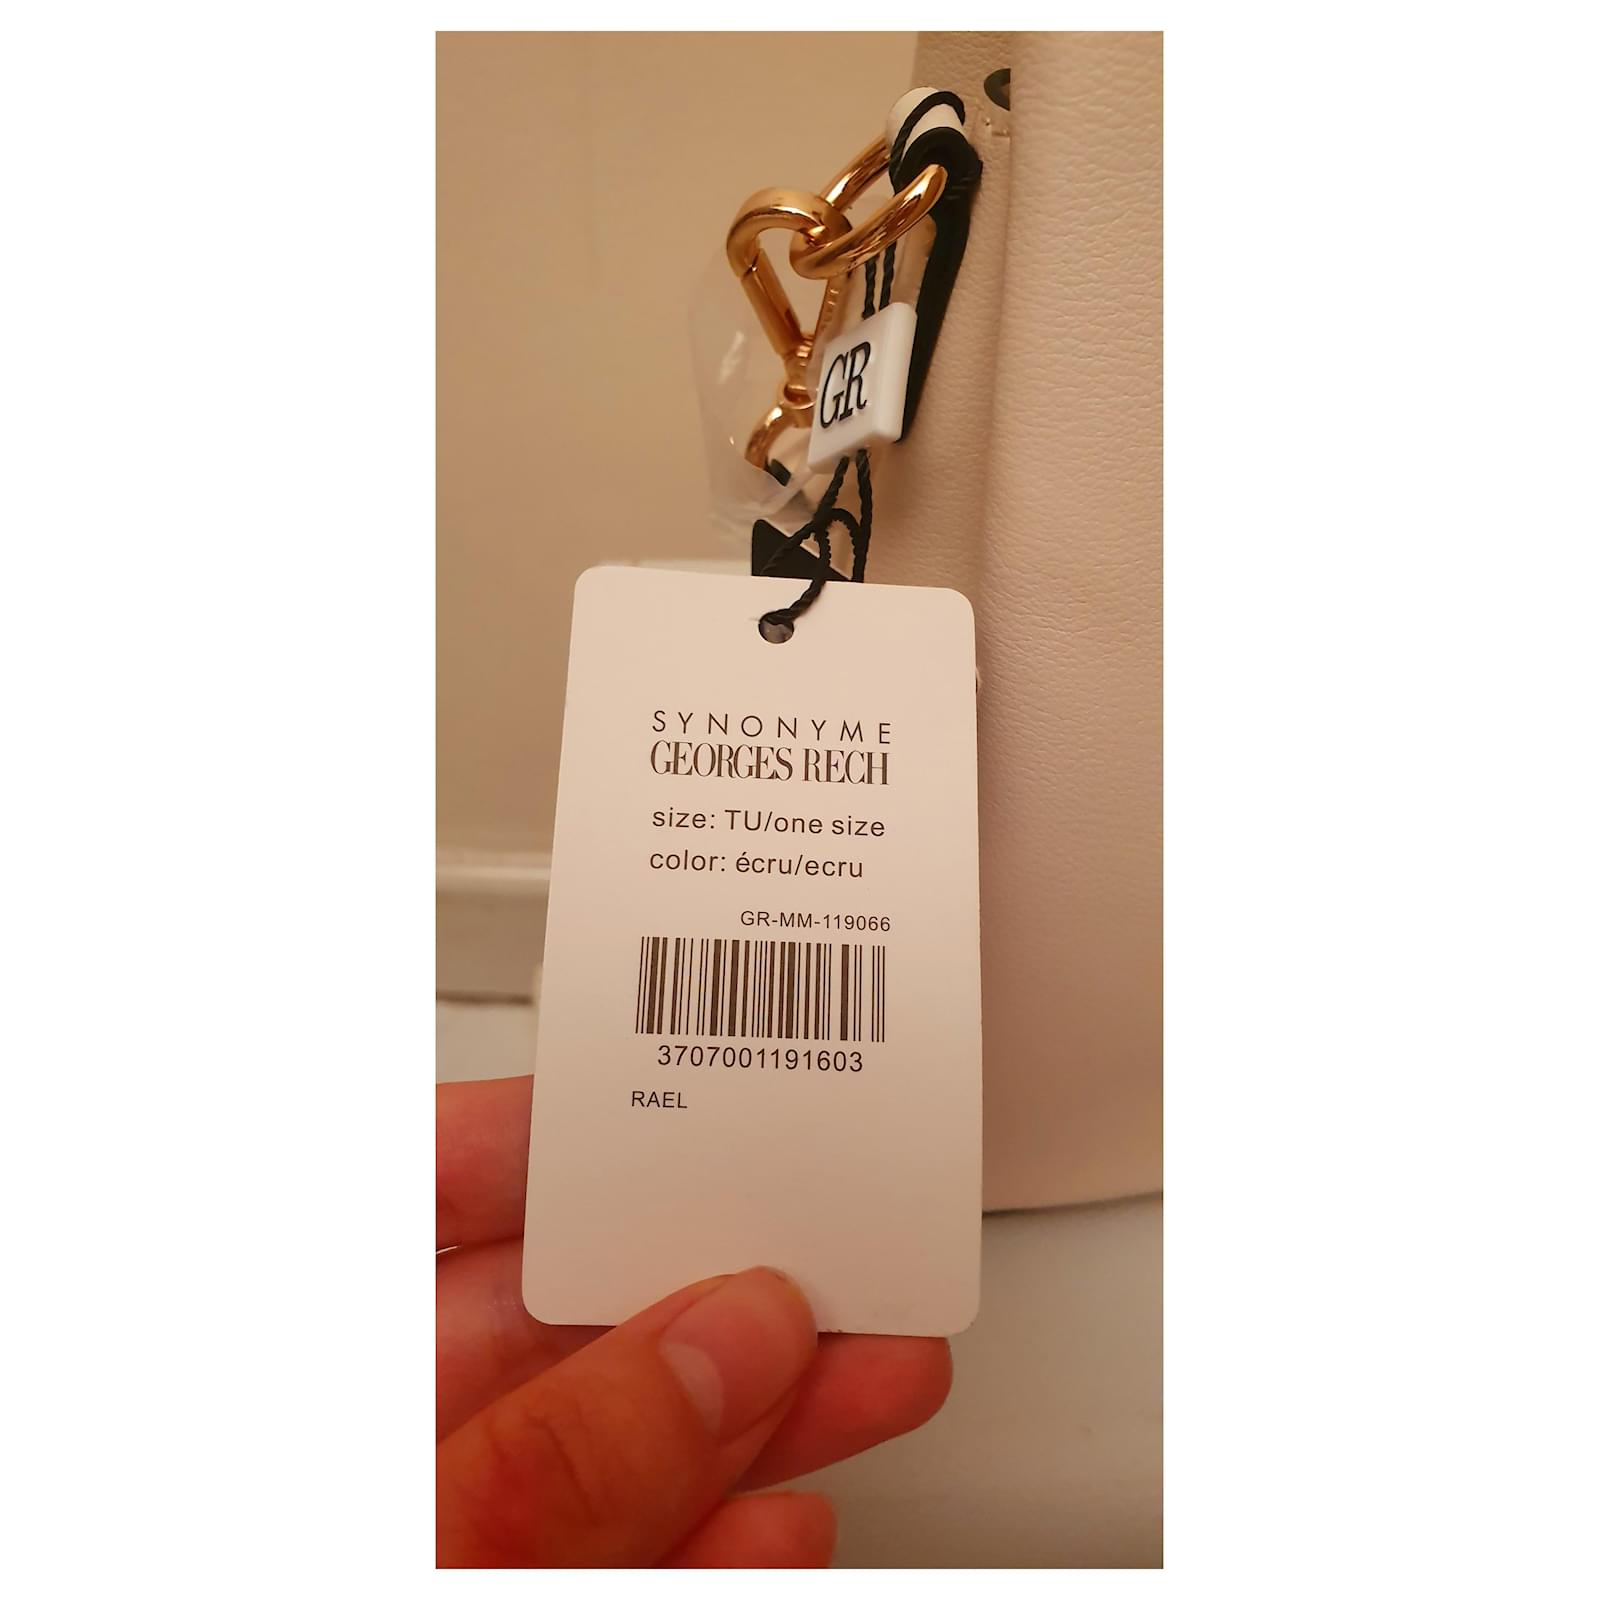 GR
SYNONYME
GEORGES RECH
size: TU/one size
color: écru/ecru
GR-MM-119066
3707001191603
RAEL